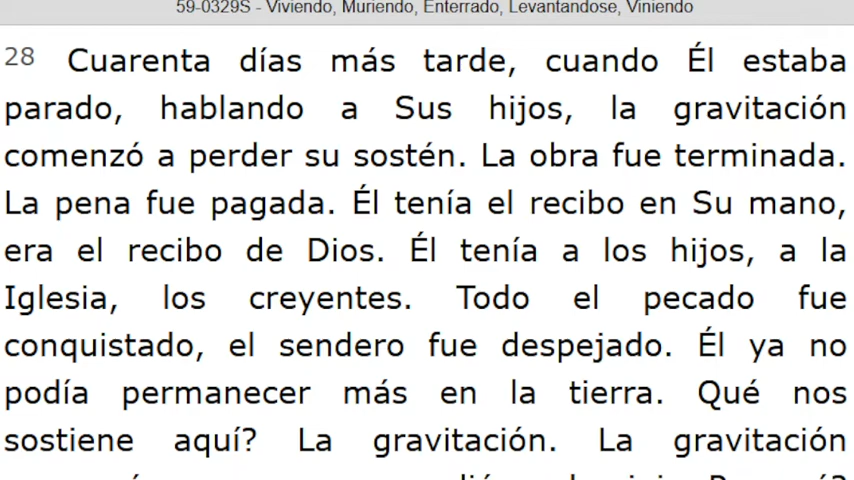 59-0329S - Viviendo, Muriendo, Enterrado, Levantandose, Viniendo
28 Cuarenta días más tarde, cuando Él estaba
parado, hablando a Sus hijos, la gravitación
comenzó a perder su sostén. La obra fue terminada.
La pena fue pagada. Él tenía el recibo en Su mano,
era el recibo de Dios. Él tenía a los hijos, a la
Iglesia, los creyentes. Todo el pecado fue
conquistado, el sendero fue despejado. Él ya no
podía permanecer más en la tierra. Qué nos
sostiene aquí? La gravitación. La gravitación